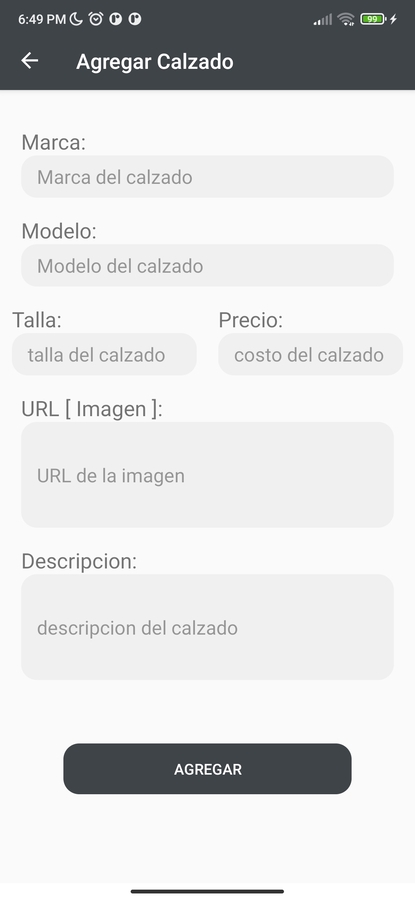 6:49 PM 99
Agregar Calzado
Marca:
Marca del calzado
Modelo:
Modelo del calzado
Talla: Precio:
talla del calzado costo del calzado
URL [ Imagen ]:
URL de la imagen
Descripcion:
descripcion del calzado
AGREGAR